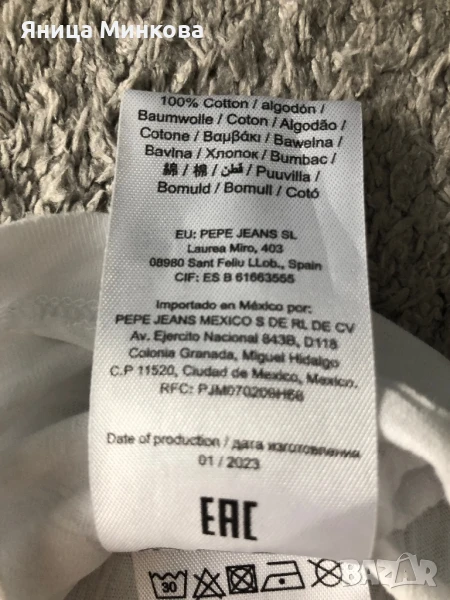 Яница Минкова
100% Cotton / algodón /
Baumwolle / Coton / Algodão /
Cotone / Βαμβάκι / Bawełna /
Bavlna / Хлопок / Bumbac /
綿 / 棉 / قطن / Puuvilla /
Bomuld / Bomull / Cotó
EU: PEPE JEANS SL
Laurea Miro, 403
08980 Sant Feliu LLob., Spain
CIF: ES B 61663555
Importado en México por:
PEPE JEANS MEXICO S DE RL DE CV
Av. Ejercito Nacional 843B, D118
Colonia Granada, Miguel Hidalgo
C.P 11520, Ciudad de Mexico, Mexico.
RFC: PJM070209H68
Date of production / дата изготовления
01 / 2023
EAC
30
BAZAR